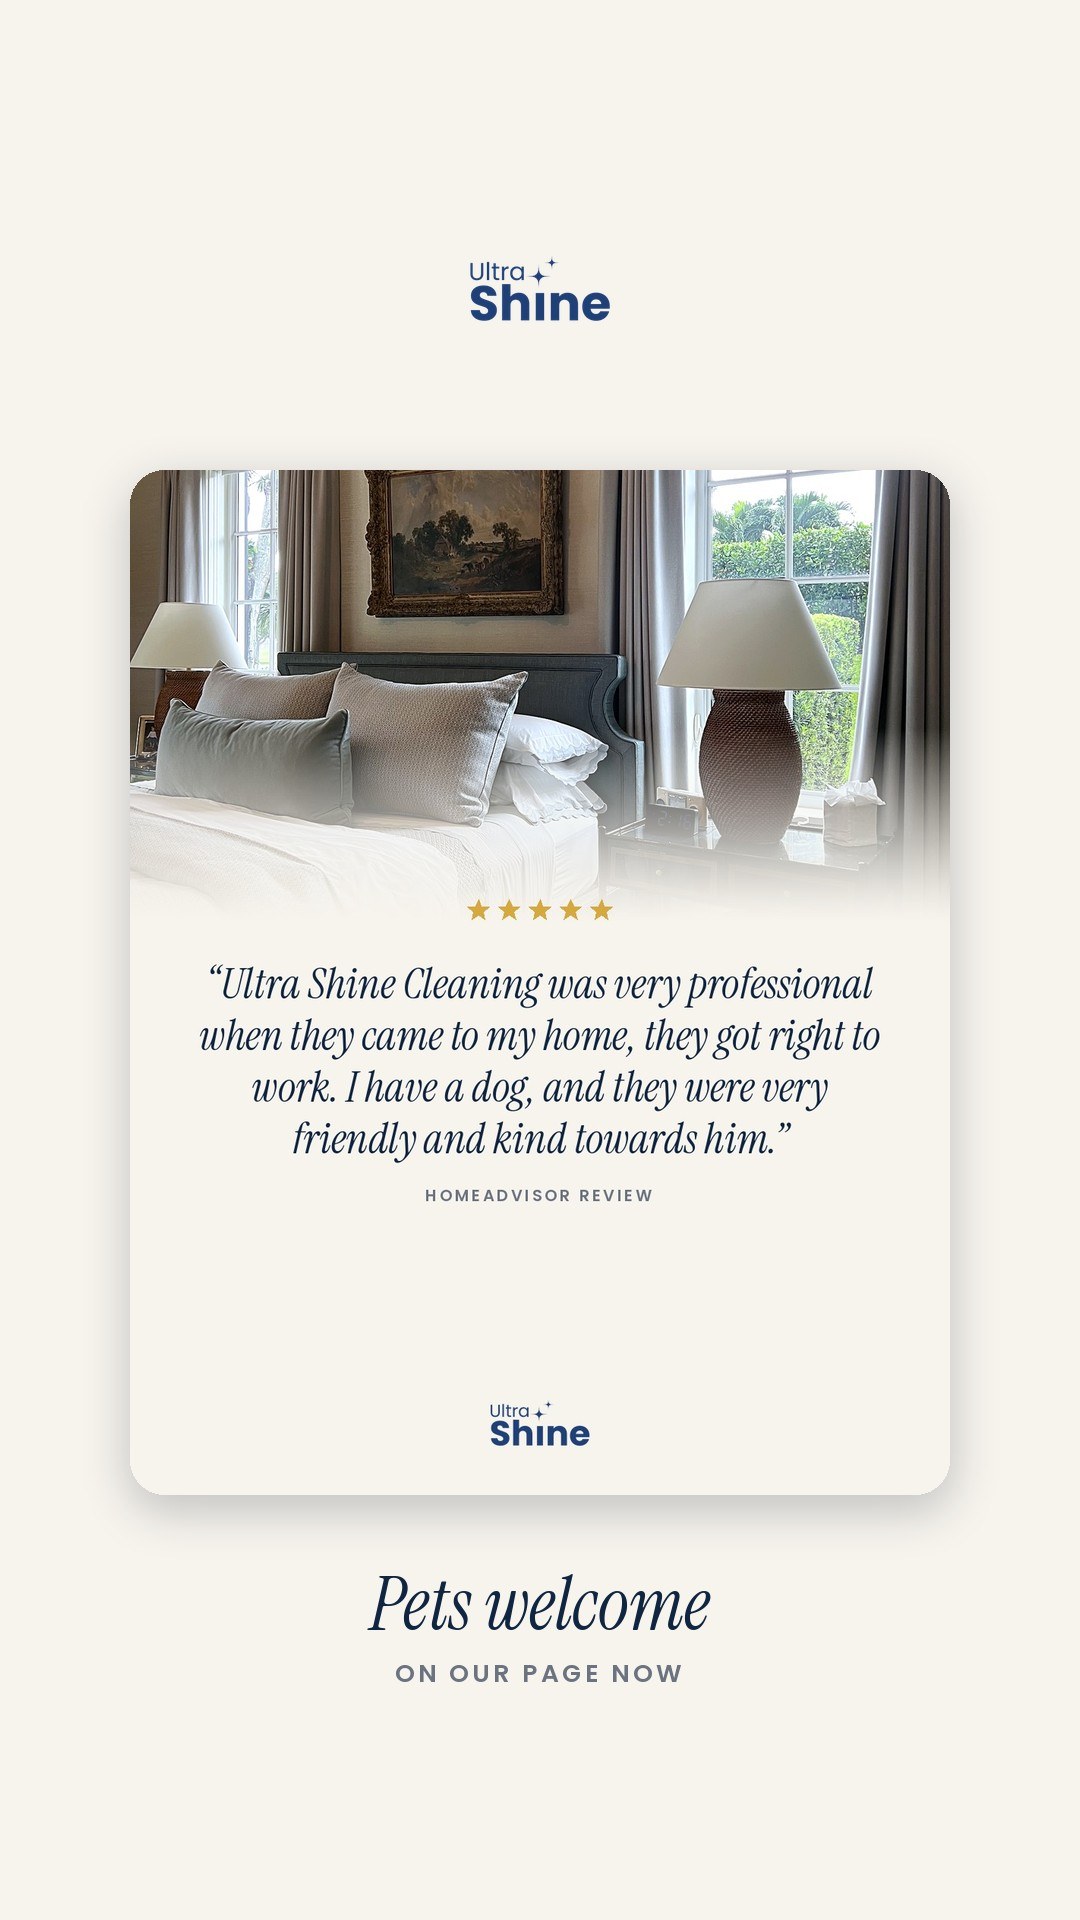 Ultra
Shine
“Ultra Shine Cleaning was very professional
when they came to my home, they got right to
work. I have a dog, and they were very
friendly and kind towards him.”
HOMEADVISOR REVIEW
Ultra
Shine
Pets welcome
ON OUR PAGE NOW